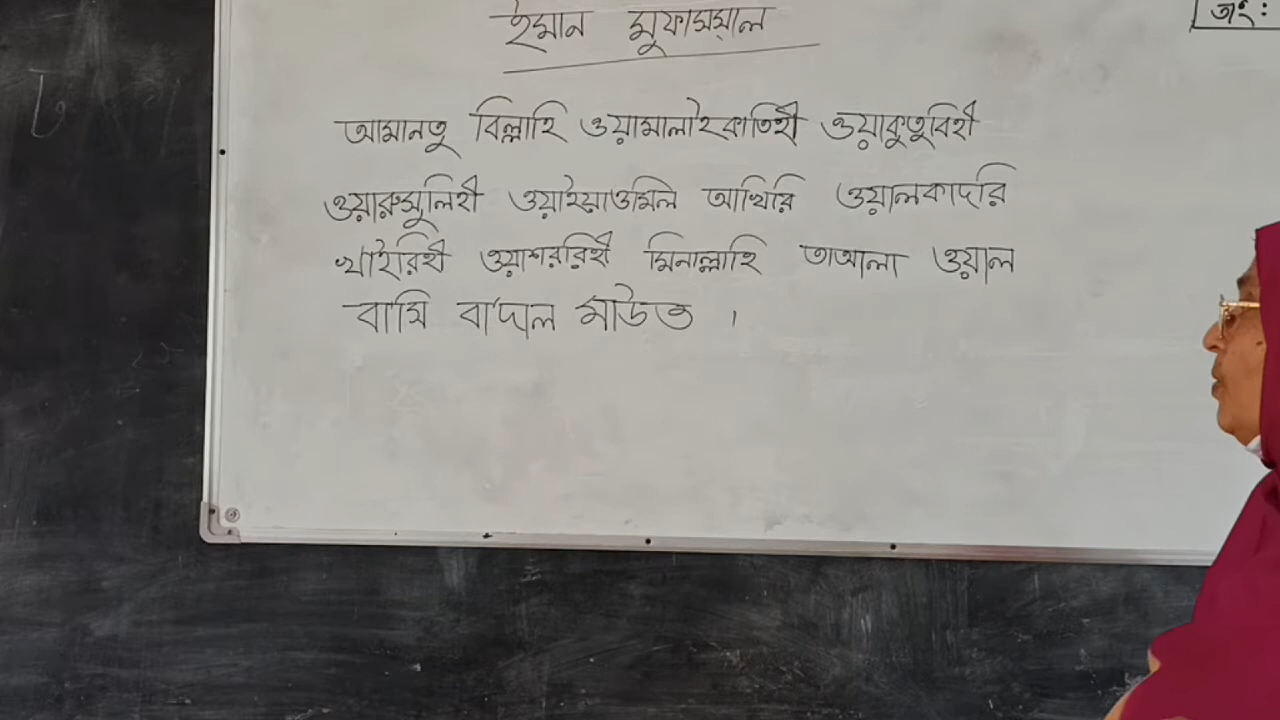 ইমান মুফাসসাল
তাং:
আমানতু বিল্লাহি ওয়ামালাইকাতিহী ওয়াকুতুবিহী
ওয়ারুসুলিহী ওয়াইয়াওমিল আখিরি ওয়ালকাদরি
খাইরিহী ওয়াশররিহী মিনাল্লাহি তাআলা ওয়াল
বা'সি বা'দাল মাউত ।